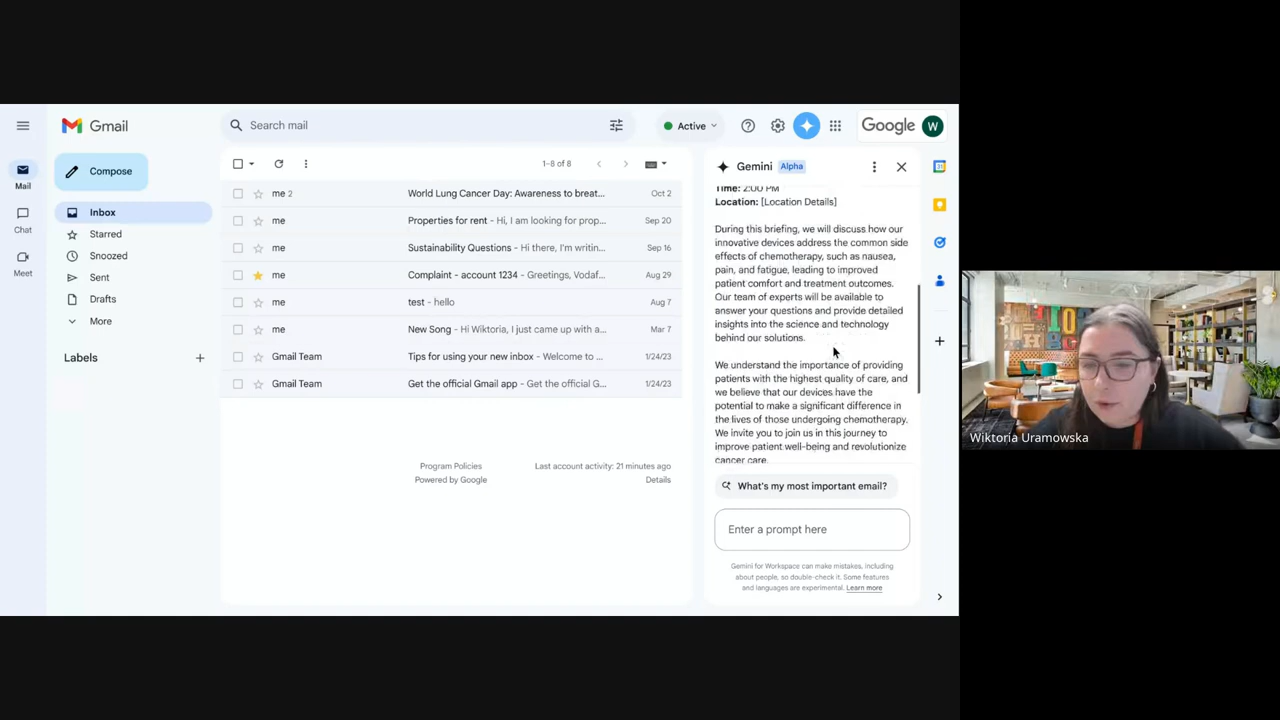 Gmail
Search mail
Active
Google
W
Mail
Chat
Meet
Compose
Inbox
Starred
Snoozed
Sent
Drafts
More
Labels
1–8 of 8
me 2 World Lung Cancer Day: Awareness to breat... Oct 2
me Properties for rent - Hi, I am looking for prop... Sep 20
me Sustainability Questions - Hi there, I'm writin... Sep 16
me Complaint - account 1234 - Greetings, Vodaf... Aug 29
me test - hello Aug 7
me New Song - Hi Wiktoria, I just came up with a... Mar 7
Gmail Team Tips for using your new inbox - Welcome to ... 1/24/23
Gmail Team Get the official Gmail app - Get the official G... 1/24/23
Program Policies
Powered by Google
Last account activity: 21 minutes ago
Details
Gemini Alpha
Time: 2:00 PM
Location: [Location Details]
During this briefing, we will discuss how our
innovative devices address the common side
effects of chemotherapy, such as nausea,
pain, and fatigue, leading to improved
patient comfort and treatment outcomes.
Our team of experts will be available to
answer your questions and provide detailed
insights into the science and technology
behind our solutions.
We understand the importance of providing
patients with the highest quality of care, and
we believe that our devices have the
potential to make a significant difference in
the lives of those undergoing chemotherapy.
We invite you to join us in this journey to
improve patient well-being and revolutionize
cancer care.
What's my most important email?
Enter a prompt here
Gemini for Workspace can make mistakes, including
about people, so double-check it. Some features
and languages are experimental. Learn more
Wiktoria Uramowska